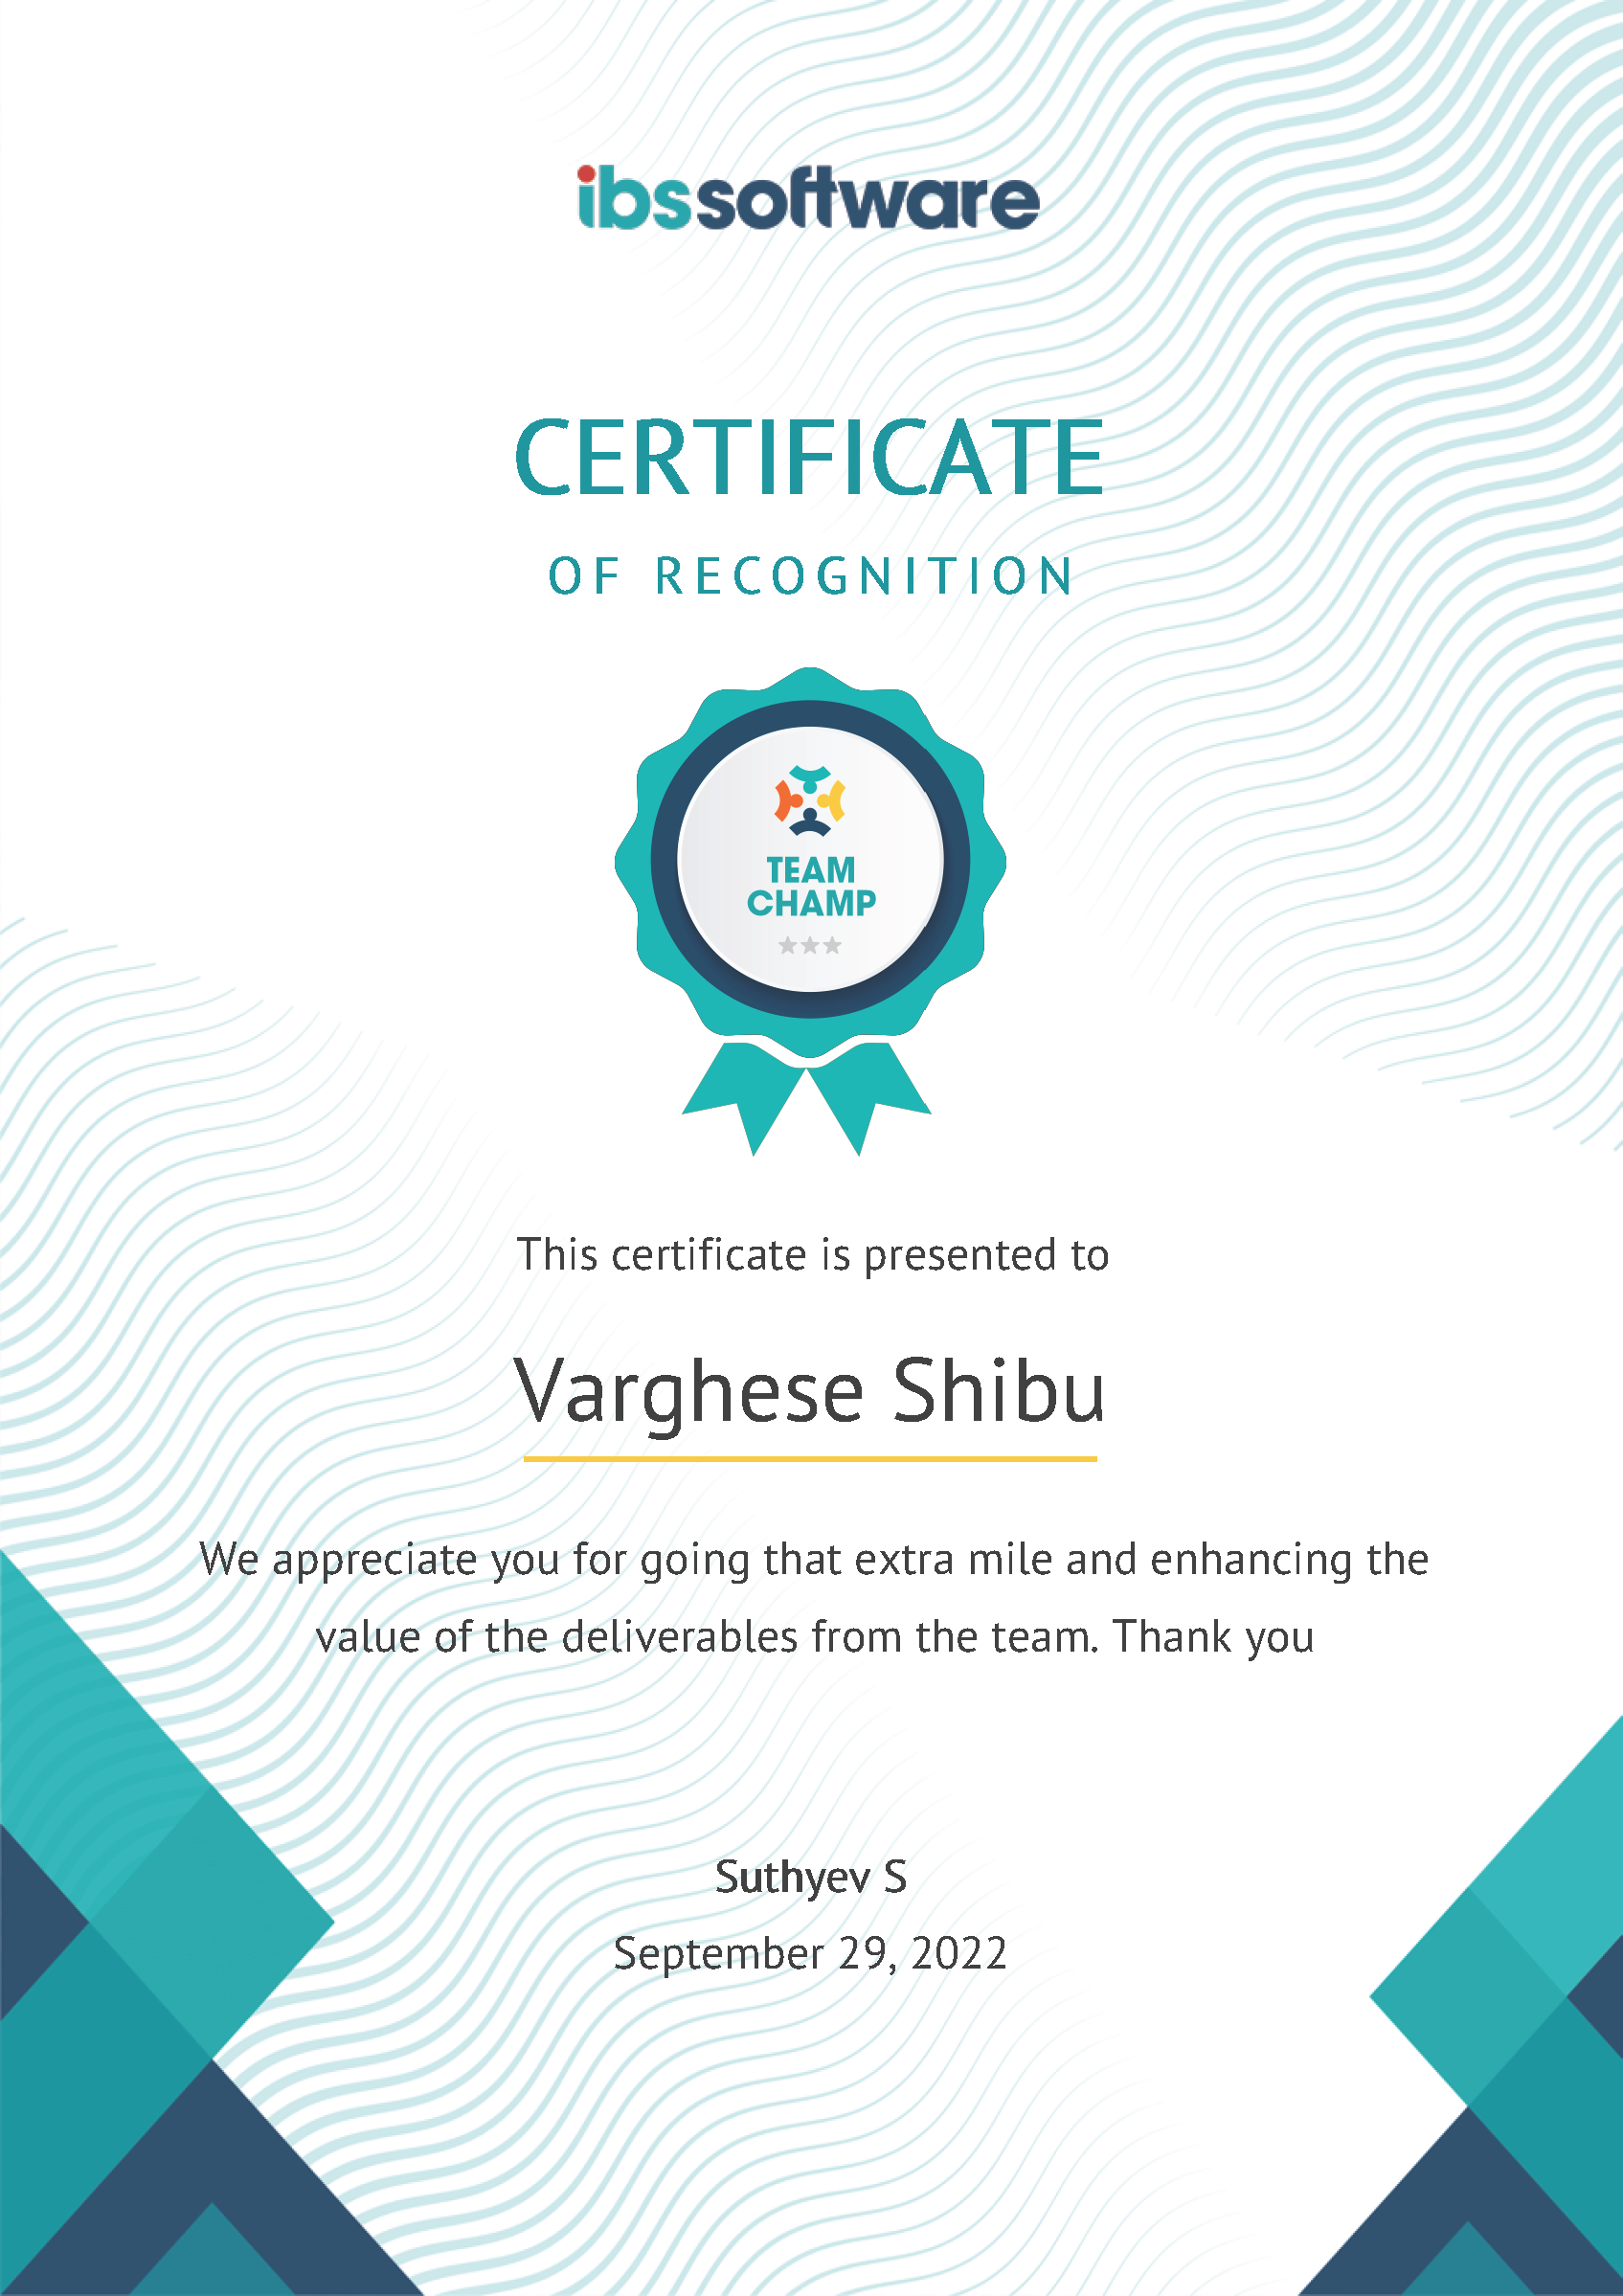 ibssoftware
CERTIFICATE
OF RECOGNITION
TEAM
CHAMP
This certificate is presented to
Varghese Shibu
We appreciate you for going that extra mile and enhancing the
value of the deliverables from the team. Thank you
Suthyev S
September 29, 2022